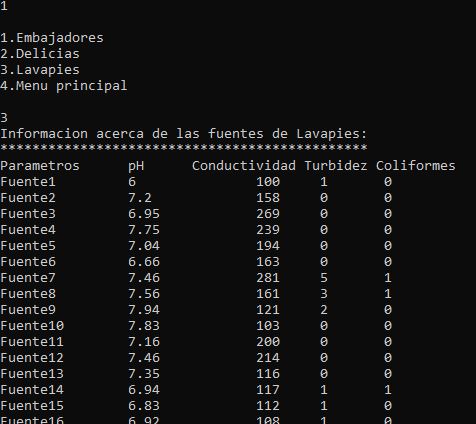 1
1.Embajadores
2.Delicias
3.Lavapies
4.Menu principal
3
Informacion acerca de las fuentes de Lavapies:
**********************************************
Parametros pH Conductividad Turbidez Coliformes
Fuente1 6 100 1 0
Fuente2 7.2 158 0 0
Fuente3 6.95 269 0 0
Fuente4 7.75 239 0 0
Fuente5 7.04 194 0 0
Fuente6 6.66 163 0 0
Fuente7 7.46 281 5 1
Fuente8 7.56 161 3 1
Fuente9 7.94 121 2 0
Fuente10 7.83 103 0 0
Fuente11 7.16 200 0 0
Fuente12 7.46 214 0 0
Fuente13 7.35 116 0 0
Fuente14 6.94 117 1 1
Fuente15 6.83 112 1 0
Fuente16 6.92 108 1 0